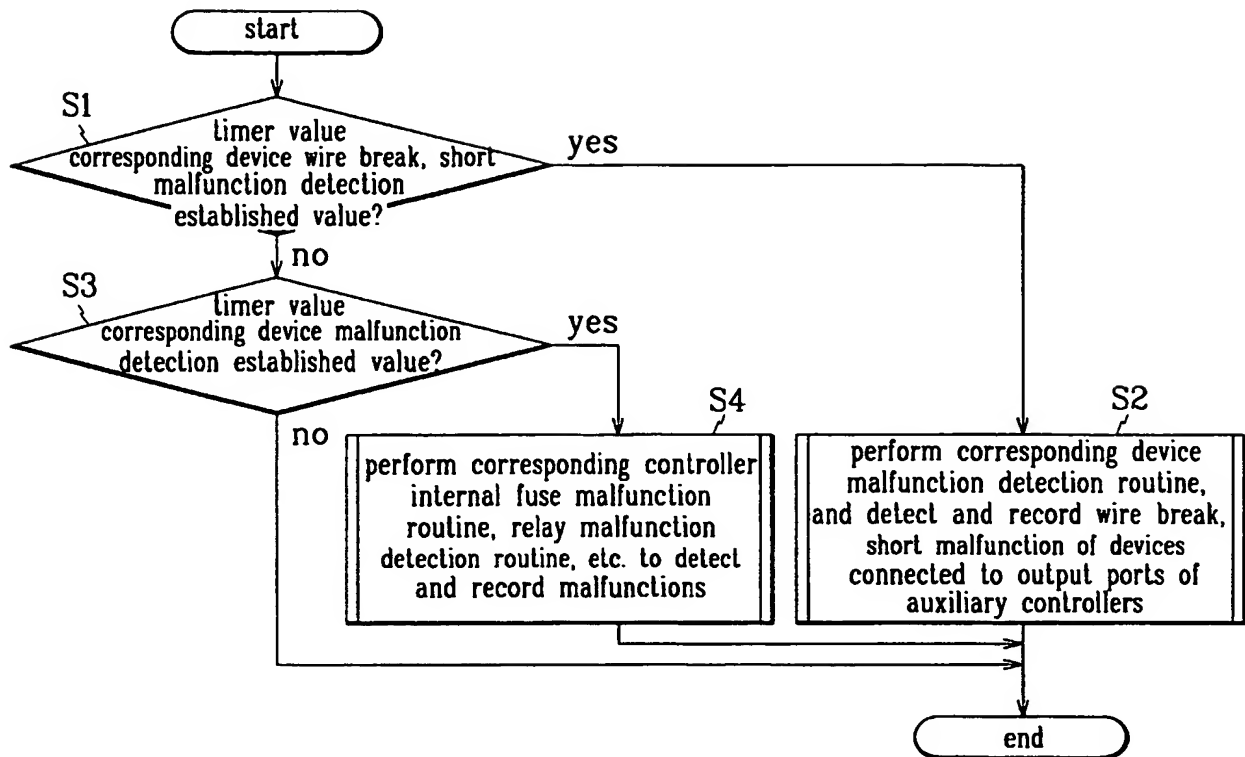 start
S1
timer value
corresponding device wire break, short
malfunction detection
established value?
yes
no
S3
timer value
corresponding device malfunction
detection established value?
yes
no
S4
perform corresponding controller
internal fuse malfunction
routine, relay malfunction
detection routine, etc. to detect
and record malfunctions
S2
perform corresponding device
malfunction detection routine,
and detect and record wire break,
short malfunction of devices
connected to output ports of
auxiliary controllers
end